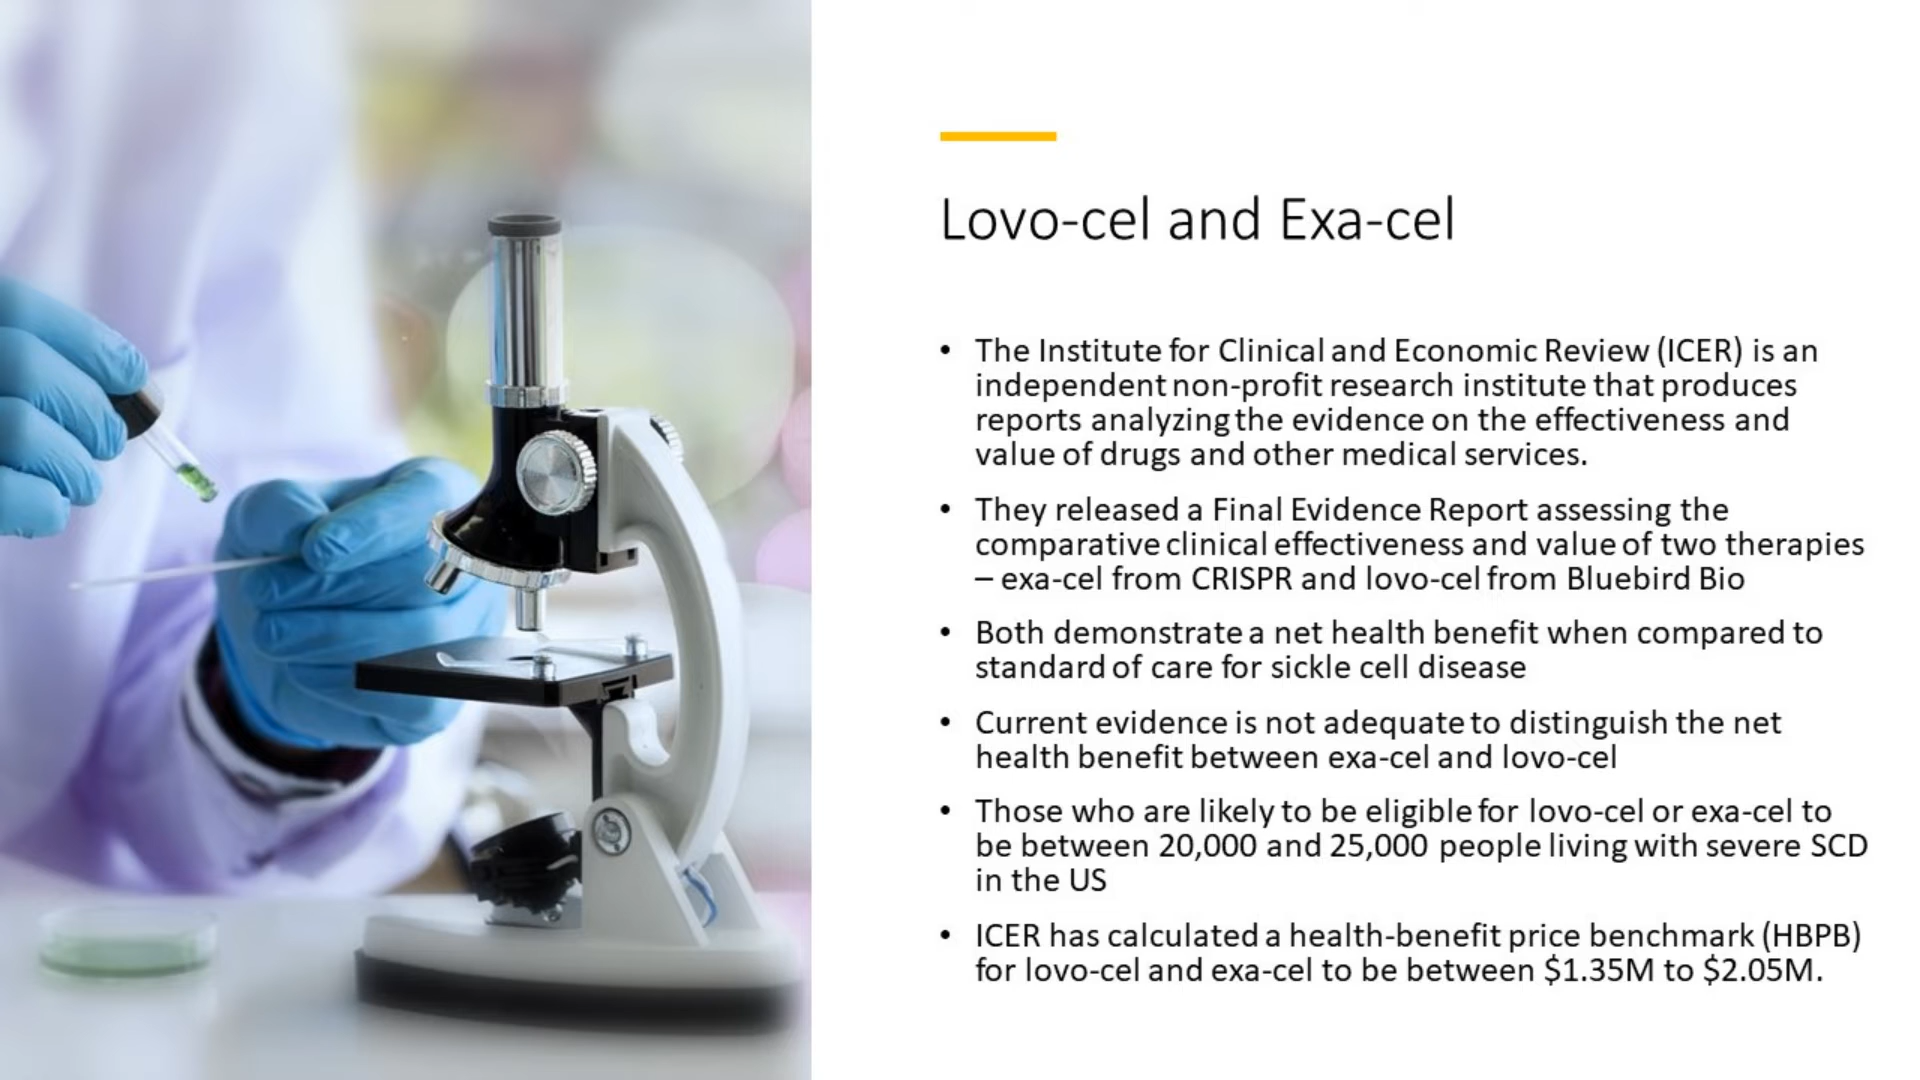 Lovo-cel and Exa-cel
• The Institute for Clinical and Economic Review (ICER) is an
independent non-profit research institute that produces
reports analyzing the evidence on the effectiveness and
value of drugs and other medical services.
• They released a Final Evidence Report assessing the
comparative clinical effectiveness and value of two therapies
– exa-cel from CRISPR and lovo-cel from Bluebird Bio
• Both demonstrate a net health benefit when compared to
standard of care for sickle cell disease
• Current evidence is not adequate to distinguish the net
health benefit between exa-cel and lovo-cel
• Those who are likely to be eligible for lovo-cel or exa-cel to
be between 20,000 and 25,000 people living with severe SCD
in the US
• ICER has calculated a health-benefit price benchmark (HBPB)
for lovo-cel and exa-cel to be between $1.35M to $2.05M.